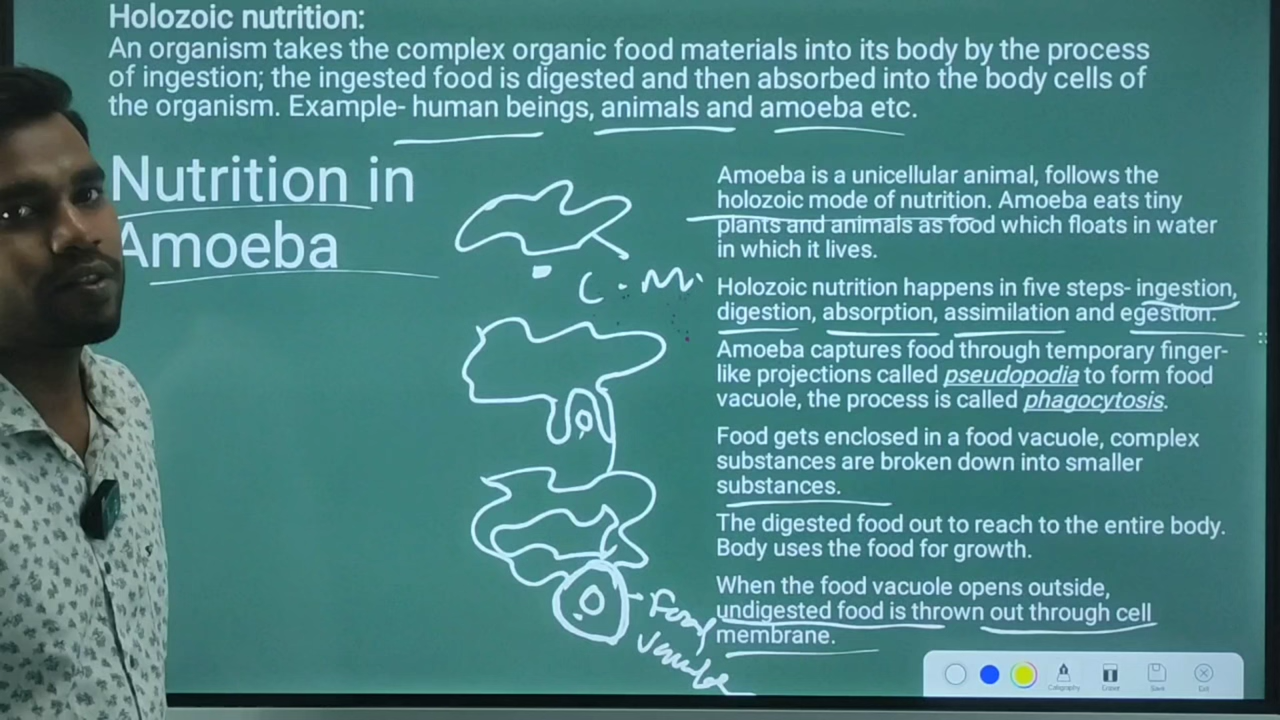 Holozoic nutrition:
An organism takes the complex organic food materials into its body by the process
of ingestion; the ingested food is digested and then absorbed into the body cells of
the organism. Example- human beings, animals and amoeba etc.
Nutrition in
Amoeba
C.M.
Food
vacuole
Amoeba is a unicellular animal, follows the
holozoic mode of nutrition. Amoeba eats tiny
plants and animals as food which floats in water
in which it lives.
Holozoic nutrition happens in five steps- ingestion,
digestion, absorption, assimilation and egestion.
Amoeba captures food through temporary finger-
like projections called pseudopodia to form food
vacuole, the process is called phagocytosis.
Food gets enclosed in a food vacuole, complex
substances are broken down into smaller
substances.
The digested food out to reach to the entire body.
Body uses the food for growth.
When the food vacuole opens outside,
undigested food is thrown out through cell
membrane.
Calligraphy
Eraser
Save
Exit